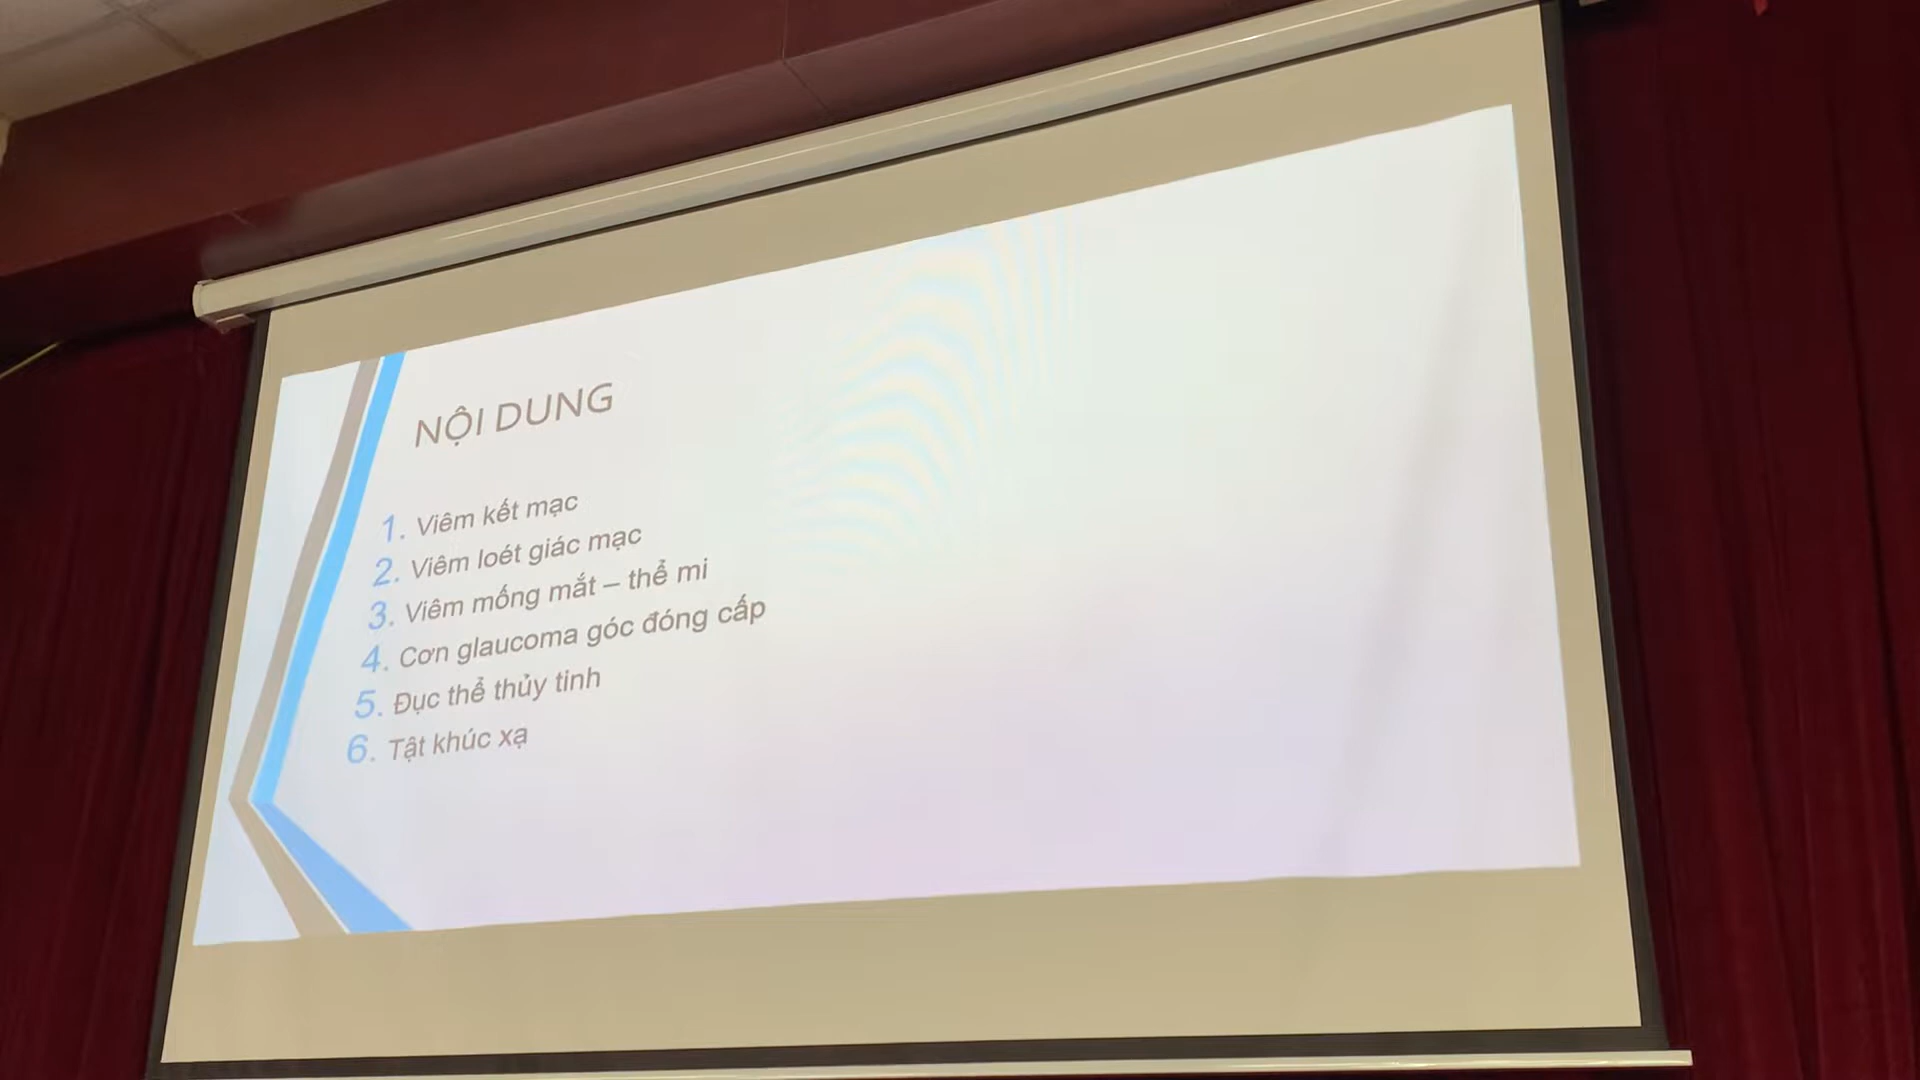 NỘI DUNG
1. Viêm kết mạc
2. Viêm loét giác mạc
3. Viêm mống mắt – thể mi
4. Cơn glaucoma góc đóng cấp
5. Đục thể thủy tinh
6. Tật khúc xạ